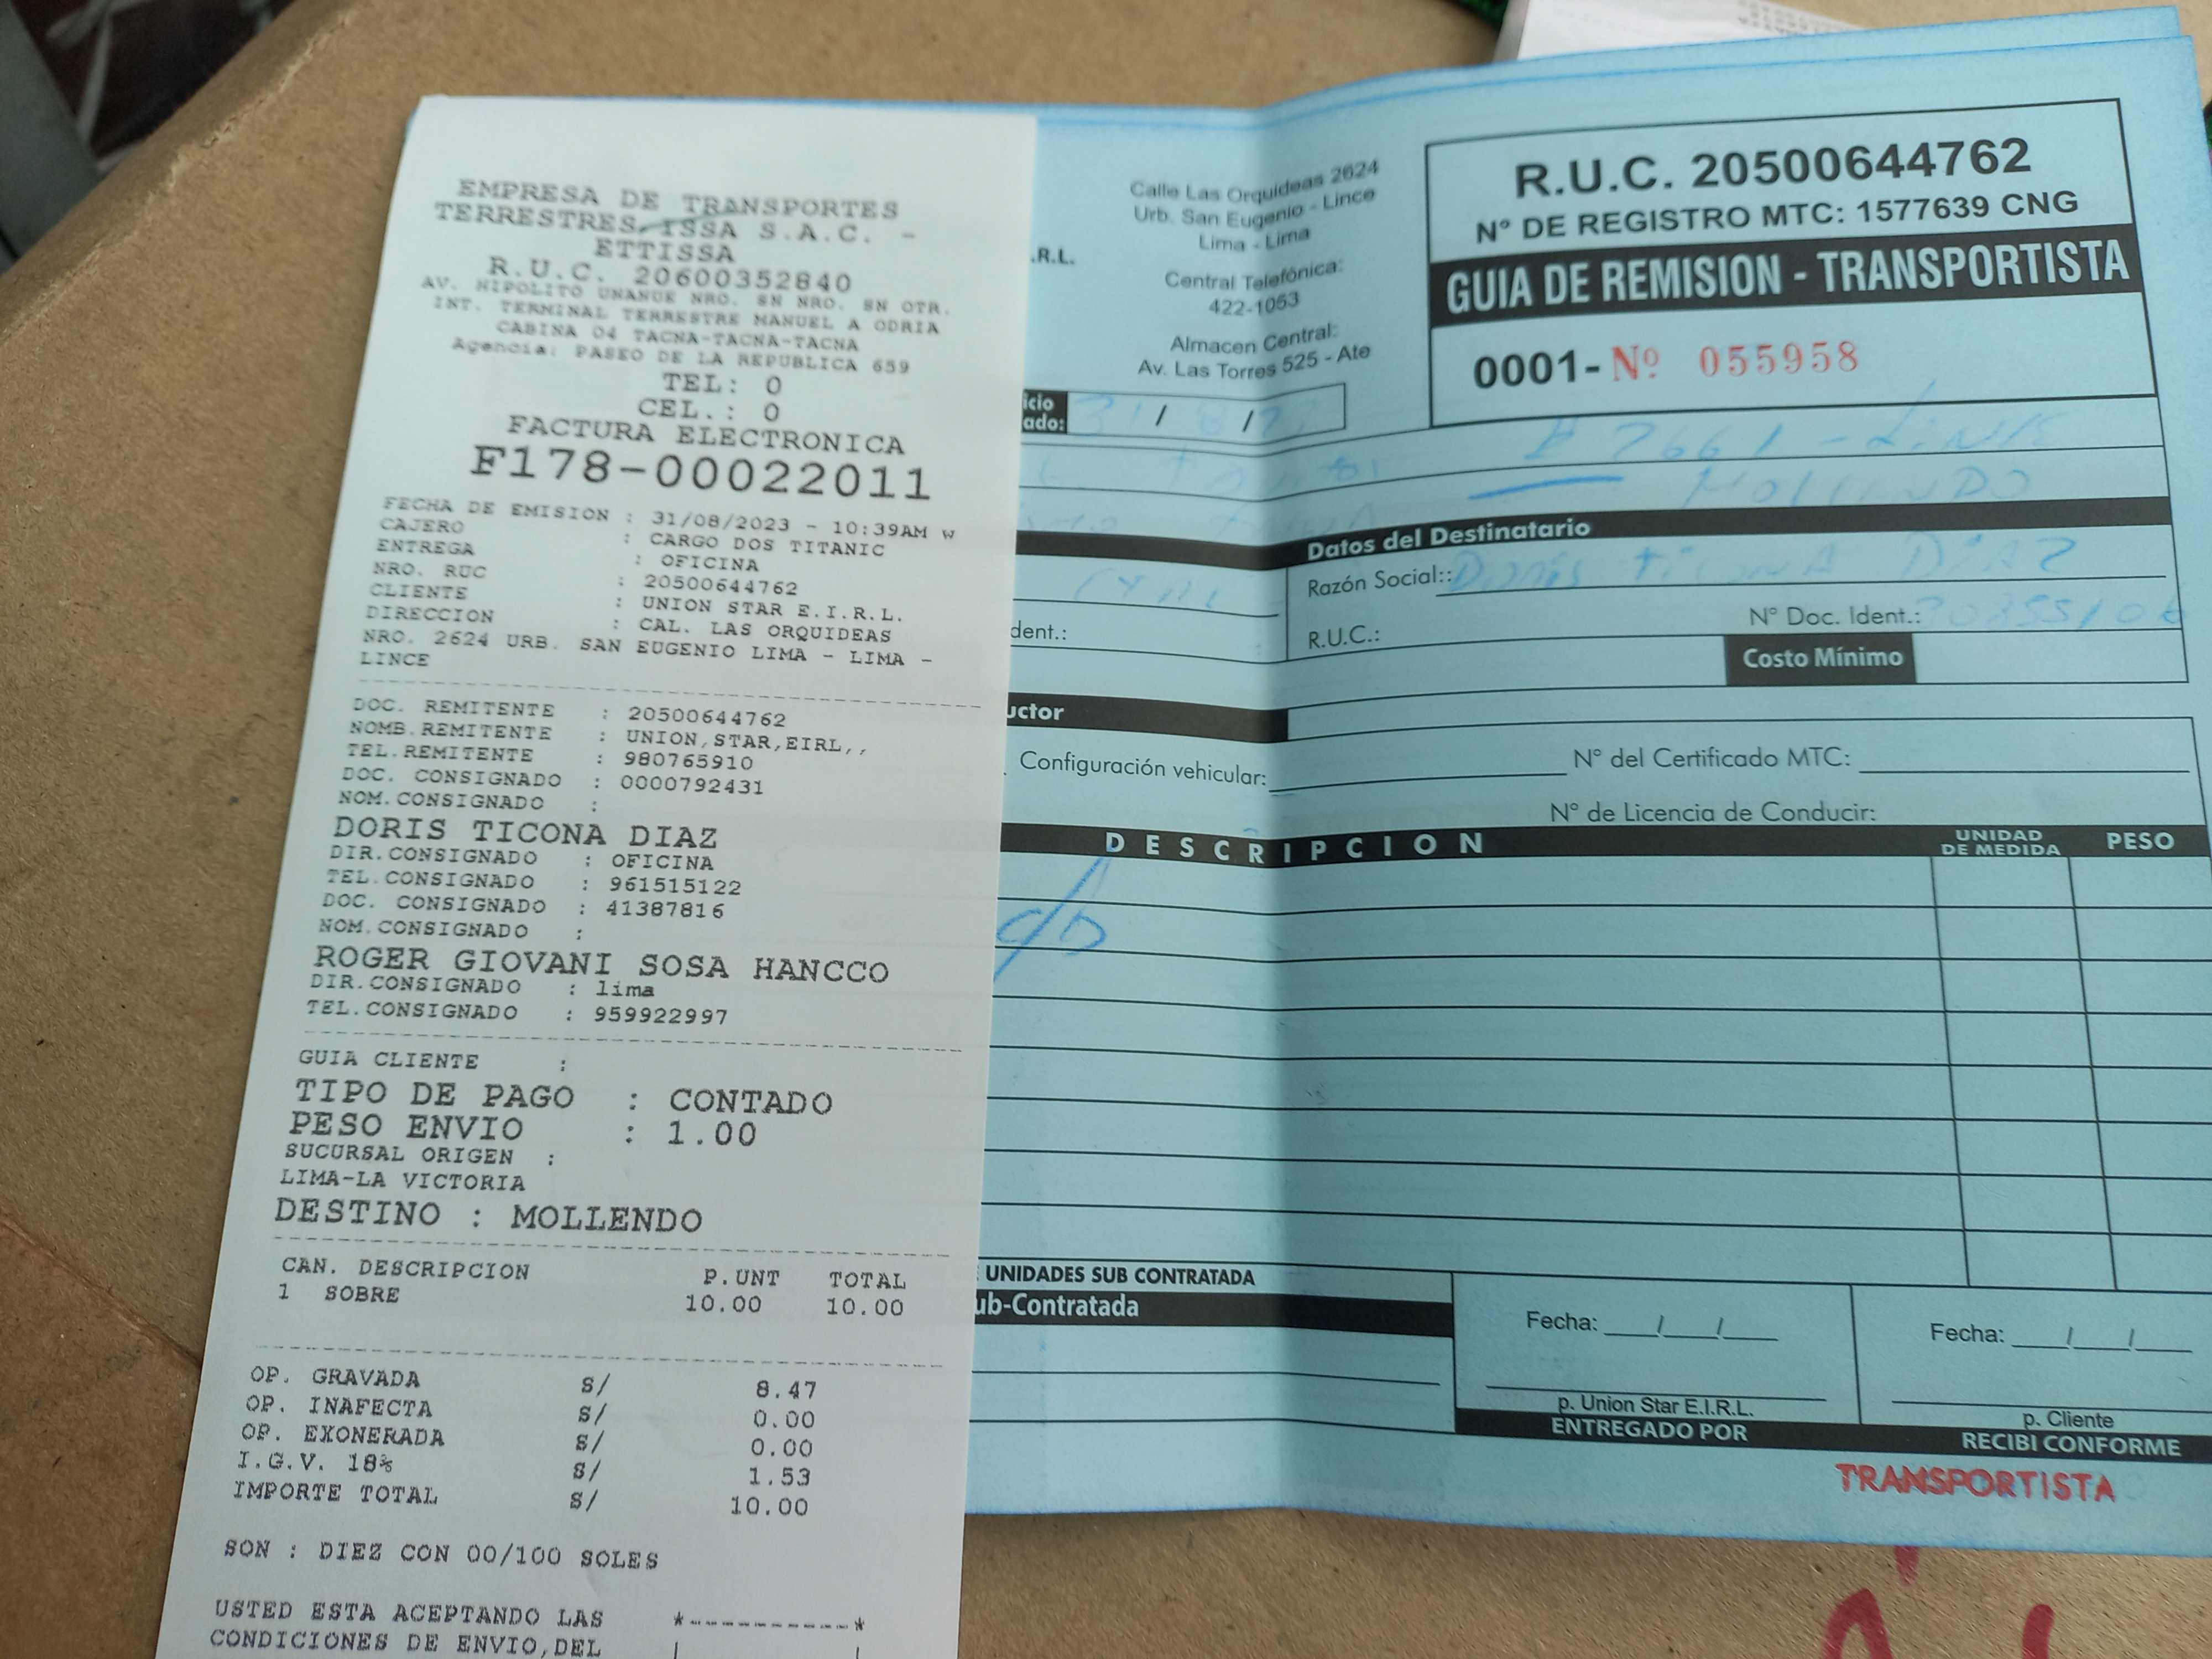 EMPRESA DE TRANSPORTES
TERRESTRES ISSA S.A.C. -
ETTISSA
R.U.C. 20600352840
AV. HIPOLITO UNANUE NRO. SN NRO. SN OTR.
INT. TERMINAL TERRESTRE MANUEL A ODRIA
CABINA 04 TACNA-TACNA-TACNA
Agencia: PASEO DE LA REPUBLICA 659
TEL: 0
CEL.: 0
FACTURA ELECTRONICA
F178-00022011
FECHA DE EMISION : 31/08/2023 - 10:39AM w
CAJERO : CARGO DOS TITANIC
ENTREGA : OFICINA
NRO. RUC : 20500644762
CLIENTE : UNION STAR E.I.R.L.
DIRECCION : CAL. LAS ORQUIDEAS
NRO. 2624 URB. SAN EUGENIO LIMA - LIMA -
LINCE
DOC. REMITENTE : 20500644762
NOMB.REMITENTE : UNION,STAR,EIRL,,
TEL.REMITENTE : 980765910
DOC. CONSIGNADO : 0000792431
NOM.CONSIGNADO :
DORIS TICONA DIAZ
DIR.CONSIGNADO : OFICINA
TEL.CONSIGNADO : 961515122
DOC. CONSIGNADO : 41387816
NOM.CONSIGNADO :
ROGER GIOVANI SOSA HANCCO
DIR.CONSIGNADO : lima
TEL.CONSIGNADO : 959922997
GUIA CLIENTE :
TIPO DE PAGO : CONTADO
PESO ENVIO : 1.00
SUCURSAL ORIGEN :
LIMA-LA VICTORIA
DESTINO : MOLLENDO
CAN. DESCRIPCION P.UNT TOTAL
1 SOBRE 10.00 10.00
OP. GRAVADA S/ 8.47
OP. INAFECTA S/ 0.00
OP. EXONERADA S/ 0.00
I.G.V. 18% S/ 1.53
IMPORTE TOTAL S/ 10.00
SON : DIEZ CON 00/100 SOLES
USTED ESTA ACEPTANDO LAS
CONDICIONES DE ENVIO,DEL
.R.L.
Calle Las Orquideas 2624
Urb. San Eugenio - Lince
Lima - Lima
Central Telefónica:
422-1053
Almacen Central:
Av. Las Torres 525 - Ate
R.U.C. 20500644762
N° DE REGISTRO MTC: 1577639 CNG
GUIA DE REMISION - TRANSPORTISTA
0001- Nº 055958
icio
ado: 31 / 8 /
MOLLENDO
Datos del Destinatario
Razón Social:: Doris Ticona Diaz
dent.:
R.U.C.: N° Doc. Ident.:
Costo Mínimo
uctor
Configuración vehicular: N° del Certificado MTC:
N° de Licencia de Conducir:
DESCRIPCION UNIDAD DE MEDIDA PESO
UNIDADES SUB CONTRATADA
ub-Contratada
Fecha: / / Fecha: / /
p. Union Star E.I.R.L. p. Cliente
ENTREGADO POR RECIBI CONFORME
TRANSPORTISTA